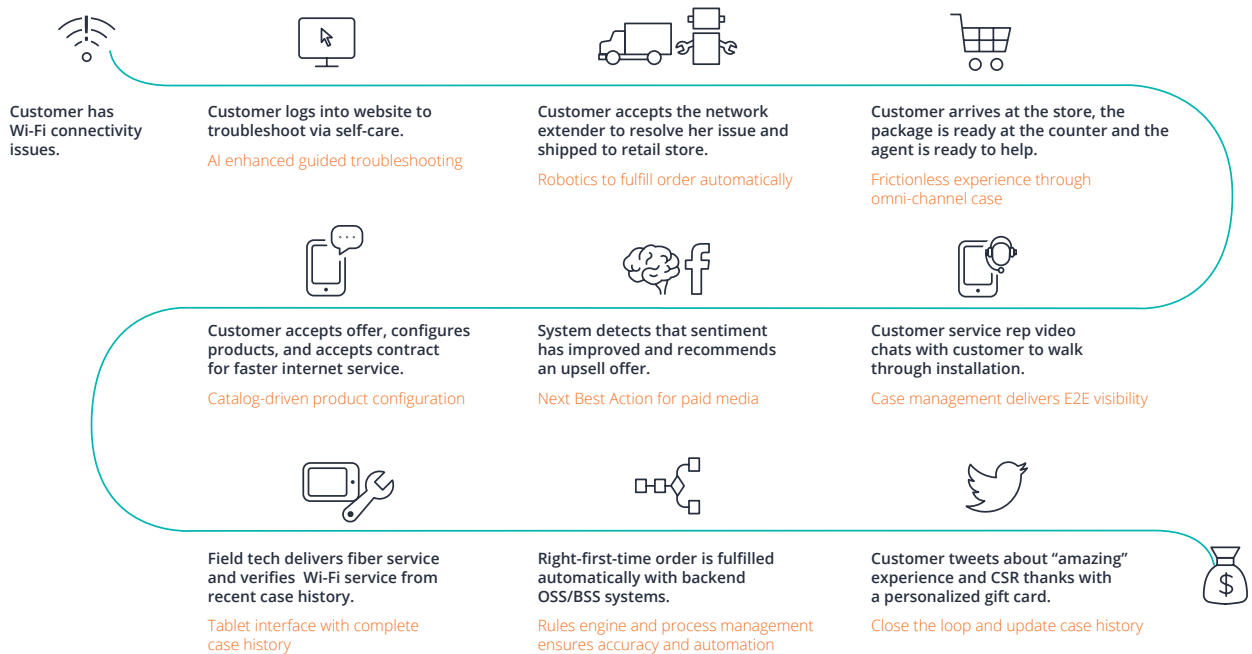 Customer has
Wi-Fi connectivity
issues.
Customer logs into website to
troubleshoot via self-care.
AI enhanced guided troubleshooting
Customer accepts the network
extender to resolve her issue and
shipped to retail store.
Robotics to fulfill order automatically
Customer arrives at the store, the
package is ready at the counter and the
agent is ready to help.
Frictionless experience through
omni-channel case
Customer service rep video
chats with customer to walk
through installation.
Case management delivers E2E visibility
System detects that sentiment
has improved and recommends
an upsell offer.
Next Best Action for paid media
Customer accepts offer, configures
products, and accepts contract
for faster internet service.
Catalog-driven product configuration
Field tech delivers fiber service
and verifies  Wi-Fi service from
recent case history.
Tablet interface with complete
case history
Right-first-time order is fulfilled
automatically with backend
OSS/BSS systems.
Rules engine and process management
ensures accuracy and automation
Customer tweets about “amazing”
experience and CSR thanks with
a personalized gift card.
Close the loop and update case history
$